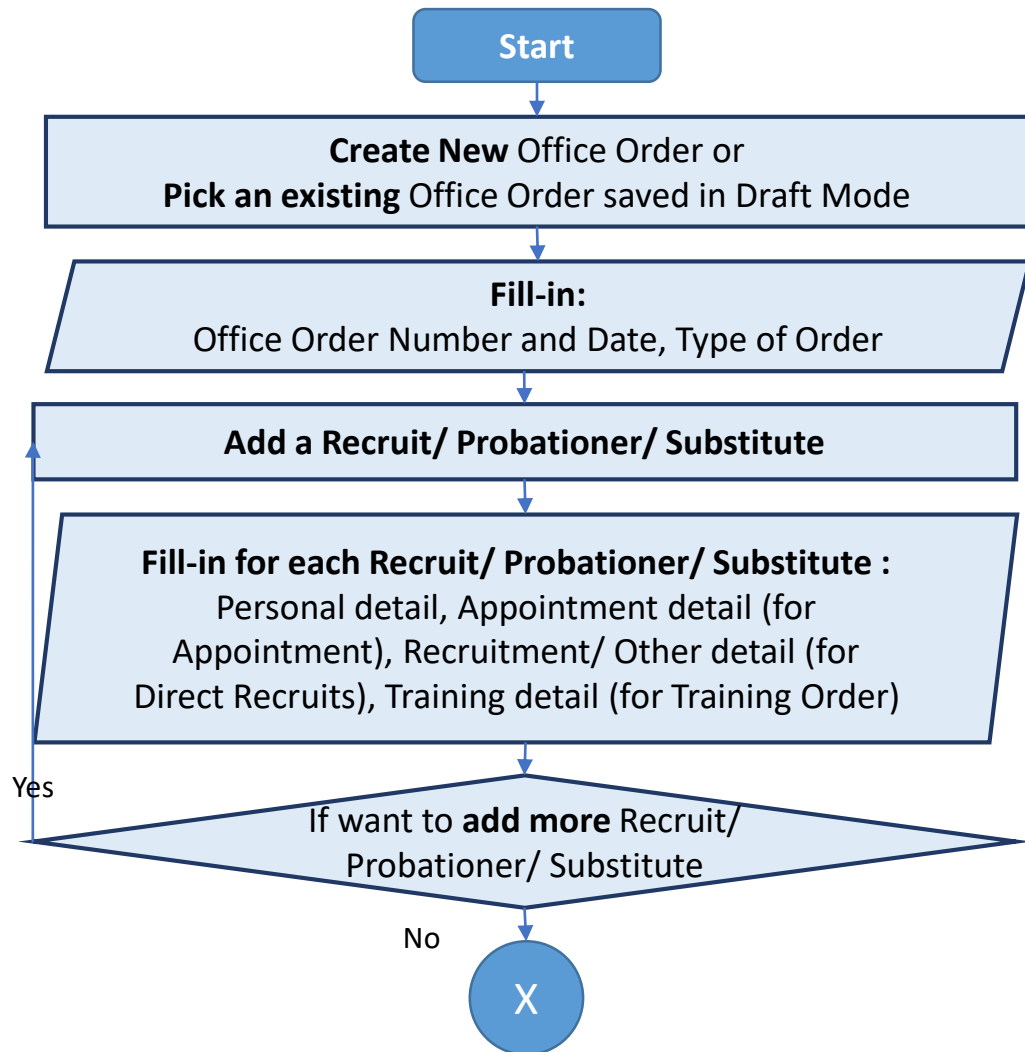 Start
Create New Office Order or
Pick an existing Office Order saved in Draft Mode
Fill-in:
Office Order Number and Date, Type of Order
Add a Recruit/ Probationer/ Substitute
Fill-in for each Recruit/ Probationer/ Substitute :
Personal detail, Appointment detail (for
Appointment), Recruitment/ Other detail (for
Direct Recruits), Training detail (for Training Order)
Yes
If want to add more Recruit/
Probationer/ Substitute
No
X